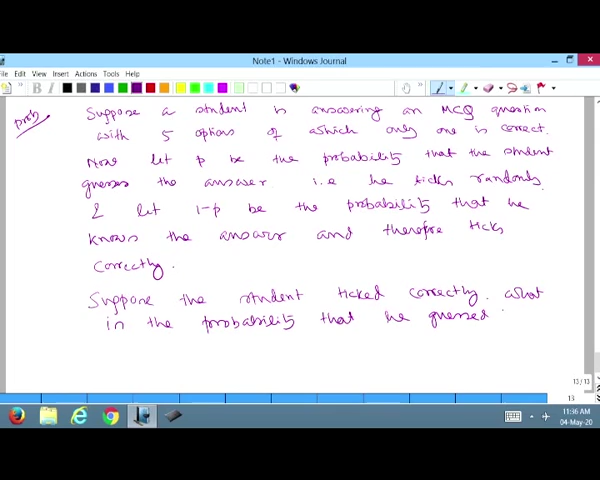 Note1 - Windows Journal
File Edit View Insert Actions Tools Help
prob
Suppose a student is answering an MCQ question
with 5 options of which only one is correct.
Now let p be the probability that the student
guesses the answer i.e he ticks randomly
& let 1-p be the probability that he
knows the answer and therefore ticks
correctly.
Suppose the student ticked correctly. what
is the probability that he guessed.
13 / 13
13
11:36 AM
04-May-20